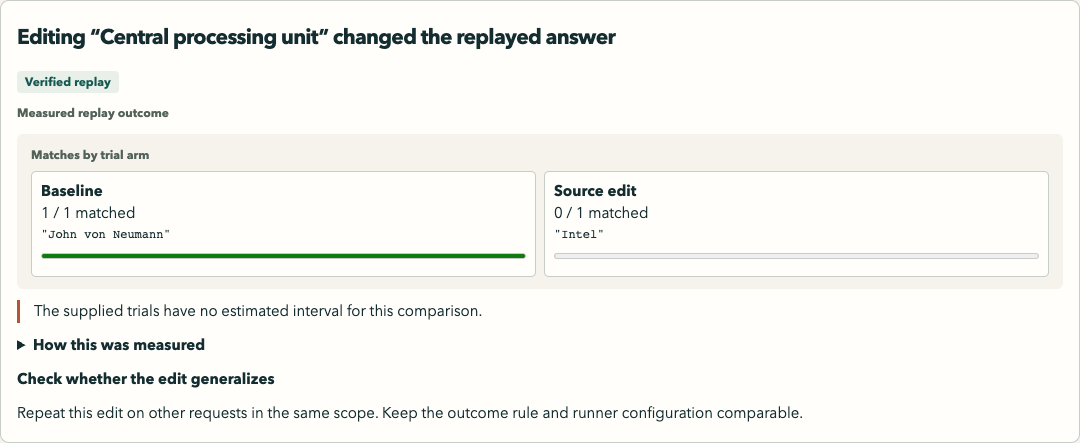 Editing “Central processing unit” changed the replayed answer
Verified replay
Measured replay outcome
Matches by trial arm
Baseline
1 / 1 matched
"John von Neumann"
Source edit
0 / 1 matched
"Intel"
The supplied trials have no estimated interval for this comparison.
How this was measured
Check whether the edit generalizes
Repeat this edit on other requests in the same scope. Keep the outcome rule and runner configuration comparable.